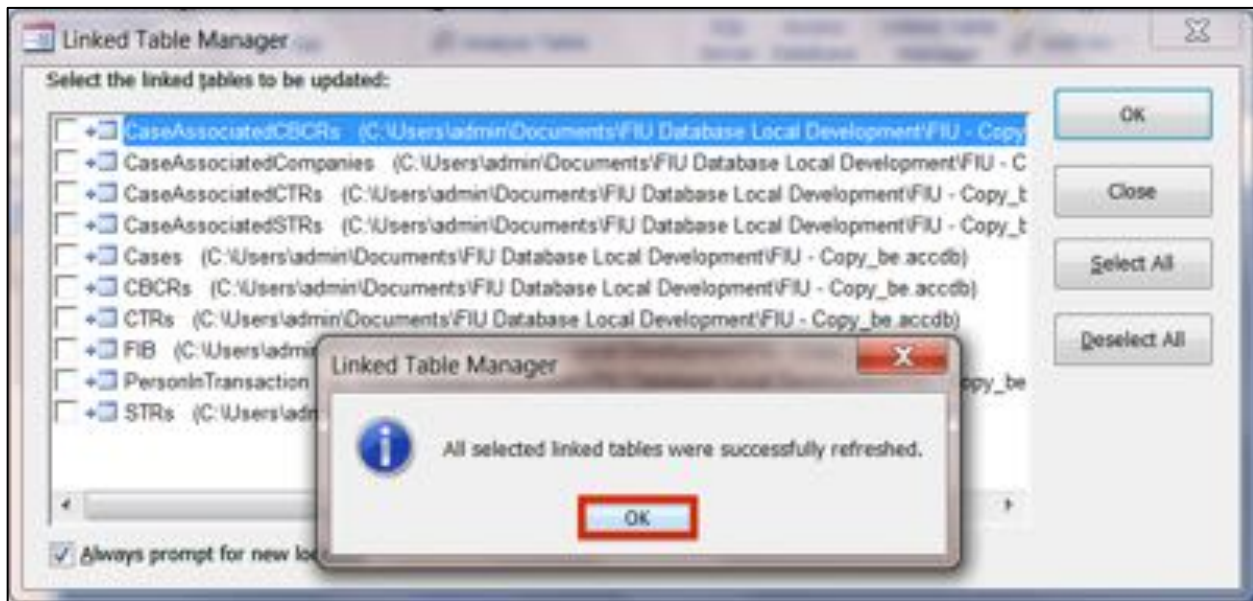 Linked Table Manager
Select the linked tables to be updated:
CaseAssociatedCBCRs (C:\Users\admin\Documents\FIU Database Local Development\FIU - Copy
CaseAssociatedCompanies (C:\Users\admin\Documents\FIU Database Local Development\FIU - C
CaseAssociatedCTRs (C:\Users\admin\Documents\FIU Database Local Development\FIU - Copy_b
CaseAssociatedSTRs (C:\Users\admin\Documents\FIU Database Local Development\FIU - Copy_b
Cases (C:\Users\admin\Documents\FIU Database Local Development\FIU - Copy_be.accdb)
CBCRs (C:\Users\admin\Documents\FIU Database Local Development\FIU - Copy_be.accdb)
CTRs (C:\Users\admin\Documents\FIU Database Local Development\FIU - Copy_be.accdb)
FIB (C:\Users\admi
PersonInTransaction
opy_be
STRs (C:\Users\adm
OK
Close
Select All
Deselect All
Linked Table Manager
All selected linked tables were successfully refreshed.
OK
Always prompt for new loc